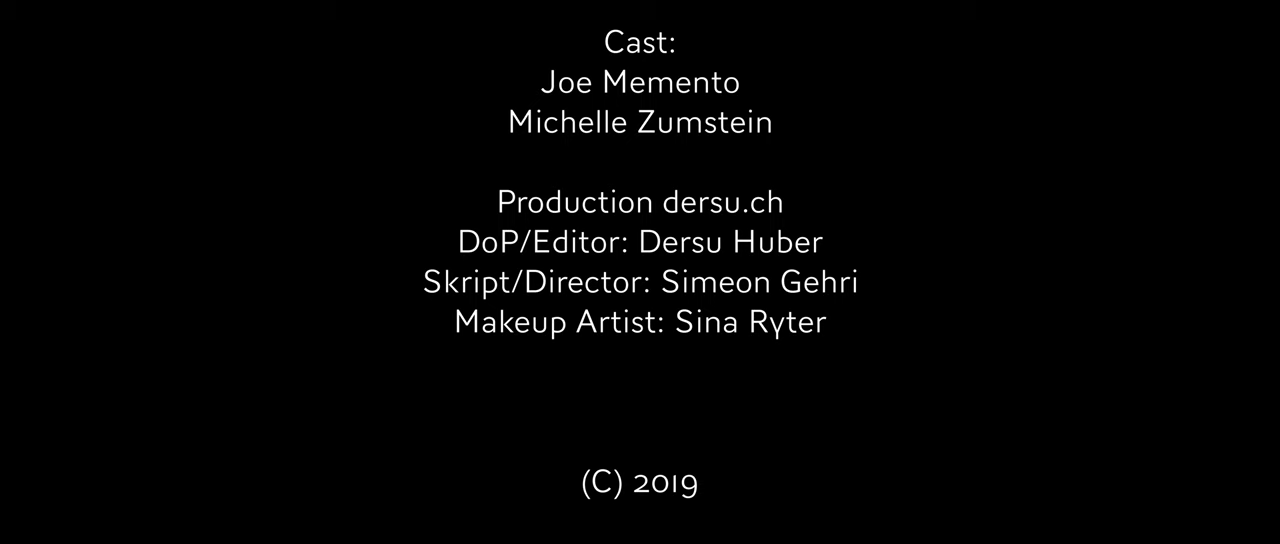 Cast:
Joe Memento
Michelle Zumstein
Production dersu.ch
DoP/Editor: Dersu Huber
Skript/Director: Simeon Gehri
Makeup Artist: Sina Ryter
(C) 2019